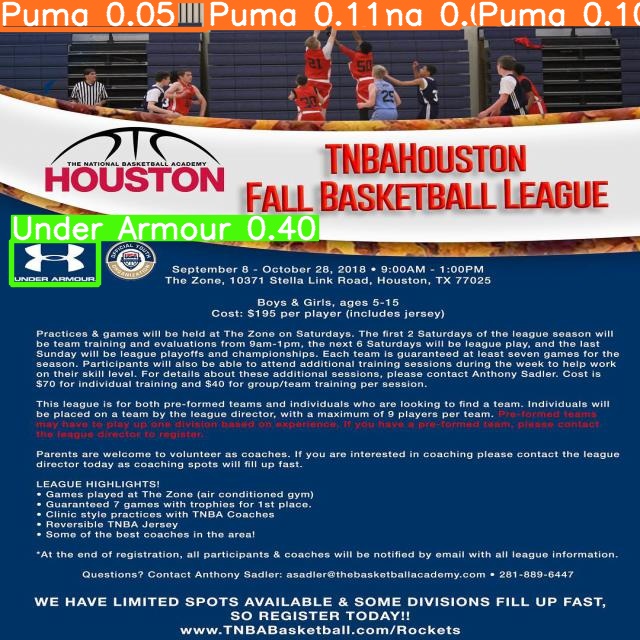 Puma 0.05 Puma 0.11na 0.(Puma 0.10
21
50
30
25
3
3
THE NATIONAL BASKETBALL ACADEMY
HOUSTON
TNBAHOUSTON
FALL BASKETBALL LEAGUE
Under Armour 0.40
UNDER ARMOUR
OFFICIAL YOUTH
USA
ORGANIZATION
September 8 - October 28, 2018 • 9:00AM - 1:00PM
The Zone, 10371 Stella Link Road, Houston, TX 77025
Boys & Girls, ages 5-15
Cost: $195 per player (includes jersey)
Practices & games will be held at The Zone on Saturdays. The first 2 Saturdays of the league season will
be team training and evaluations from 9am-1pm, the next 6 Saturdays will be league play, and the last
Sunday will be league playoffs and championships. Each team is guaranteed at least seven games for the
season. Participants will also be able to attend additional training sessions during the week to help work
on their skill level. For details about these additional sessions, please contact Anthony Sadler. Cost is
$70 for individual training and $40 for group/team training per session.
This league is for both pre-formed teams and individuals who are looking to find a team. Individuals will
be placed on a team by the league director, with a maximum of 9 players per team. Pre-formed teams
may have to play up one division based on experience. If you have a pre-formed team, please contact
the league director to register.
Parents are welcome to volunteer as coaches. If you are interested in coaching please contact the league
director today as coaching spots will fill up fast.
LEAGUE HIGHLIGHTS!
• Games played at The Zone (air conditioned gym)
• Guaranteed 7 games with trophies for 1st place.
• Clinic style practices with TNBA Coaches
• Reversible TNBA Jersey
• Some of the best coaches in the area!
*At the end of registration, all participants & coaches will be notified by email with all league information.
Questions? Contact Anthony Sadler: asadler@thebasketballacademy.com • 281-889-6447
WE HAVE LIMITED SPOTS AVAILABLE & SOME DIVISIONS FILL UP FAST,
SO REGISTER TODAY!!
www.TNBABasketball.com/Rockets